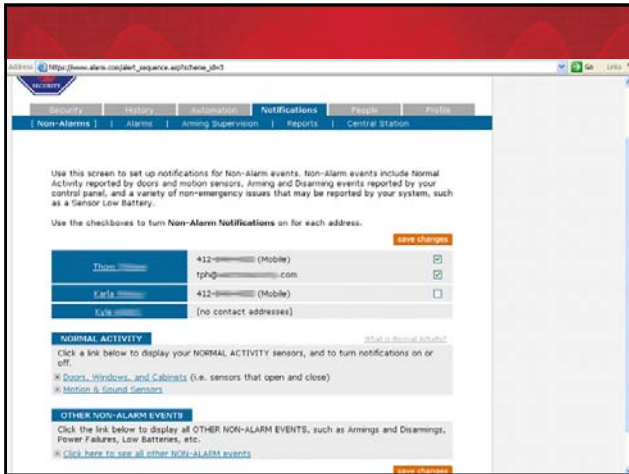 Address https://www.alarm.com/alert_sequence.asp?scheme_id=3 Go Links
SECURITY
Security History Automation Notifications People Profile
[ Non-Alarms ] | Alarms | Arming Supervision | Reports | Central Station
Use this screen to set up notifications for Non-Alarm events. Non-Alarm events include Normal
Activity reported by doors and motion sensors, Arming and Disarming events reported by your
control panel, and a variety of non-emergency issues that may be reported by your system, such
as a Sensor Low Battery.
Use the checkboxes to turn Non-Alarm Notifications on for each address.
save changes
Thom 412- (Mobile)
tph@ .com
Karla 412- (Mobile)
Kyle [no contact addresses]
NORMAL ACTIVITY What is Normal Activity?
Click a link below to display your NORMAL ACTIVITY sensors, and to turn notifications on or
off.
Doors, Windows, and Cabinets (i.e. sensors that open and close)
Motion & Sound Sensors
OTHER NON-ALARM EVENTS
Click the link below to display all OTHER NON-ALARM EVENTS, such as Armings and Disarmings,
Power Failures, Low Batteries, etc.
Click here to see all other NON-ALARM events
save changes